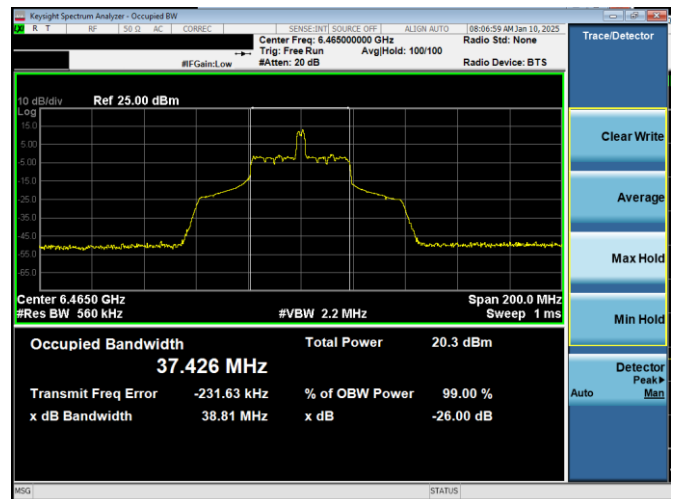 Keysight Spectrum Analyzer - Occupied BW
LXI R T RF 50 Ω AC CORREC SENSE:INT SOURCE OFF ALIGN AUTO 08:06:59 AM Jan 10, 2025
Center Freq: 6.465000000 GHz Radio Std: None
Trig: Free Run Avg|Hold: 100/100
#IFGain:Low #Atten: 20 dB Radio Device: BTS
Trace/Detector
10 dB/div Ref 25.00 dBm
Log
15.0
5.00
-5.00
-15.0
-25.0
-35.0
-45.0
-55.0
-65.0
Center 6.4650 GHz Span 200.0 MHz
#Res BW 560 kHz #VBW 2.2 MHz Sweep 1 ms
Occupied Bandwidth Total Power 20.3 dBm
37.426 MHz
Transmit Freq Error -231.63 kHz % of OBW Power 99.00 %
x dB Bandwidth 38.81 MHz x dB -26.00 dB
Clear Write
Average
Max Hold
Min Hold
Detector
Peak▶
Auto Man
MSG STATUS